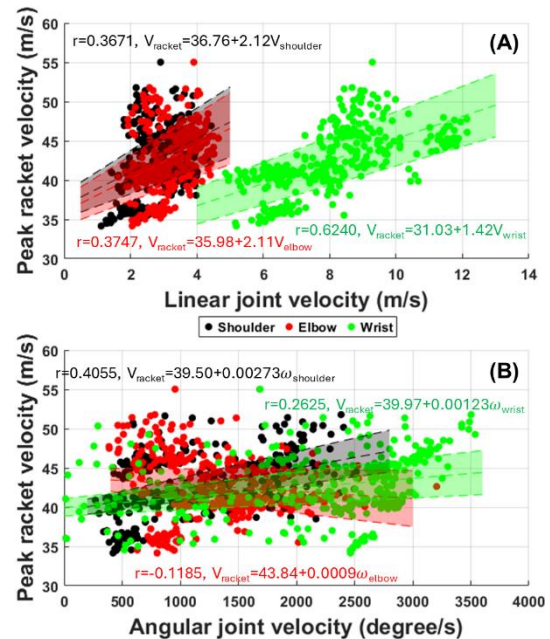 60
55
50
45
40
35
30
Peak racket velocity (m/s)
r=0.3671, Vracket=36.76+2.12Vshoulder
(A)
r=0.3747, Vracket=35.98+2.11Velbow
r=0.6240, Vracket=31.03+1.42Vwrist
0 2 4 6 8 10 12 14
Linear joint velocity (m/s)
Shoulder Elbow Wrist
60
55
50
45
40
35
30
Peak racket velocity (m/s)
r=0.4055, Vracket=39.50+0.00273ωshoulder
(B)
r=0.2625, Vracket=39.97+0.00123ωwrist
r=-0.1185, Vracket=43.84+0.0009ωelbow
0 500 1000 1500 2000 2500 3000 3500 4000
Angular joint velocity (degree/s)